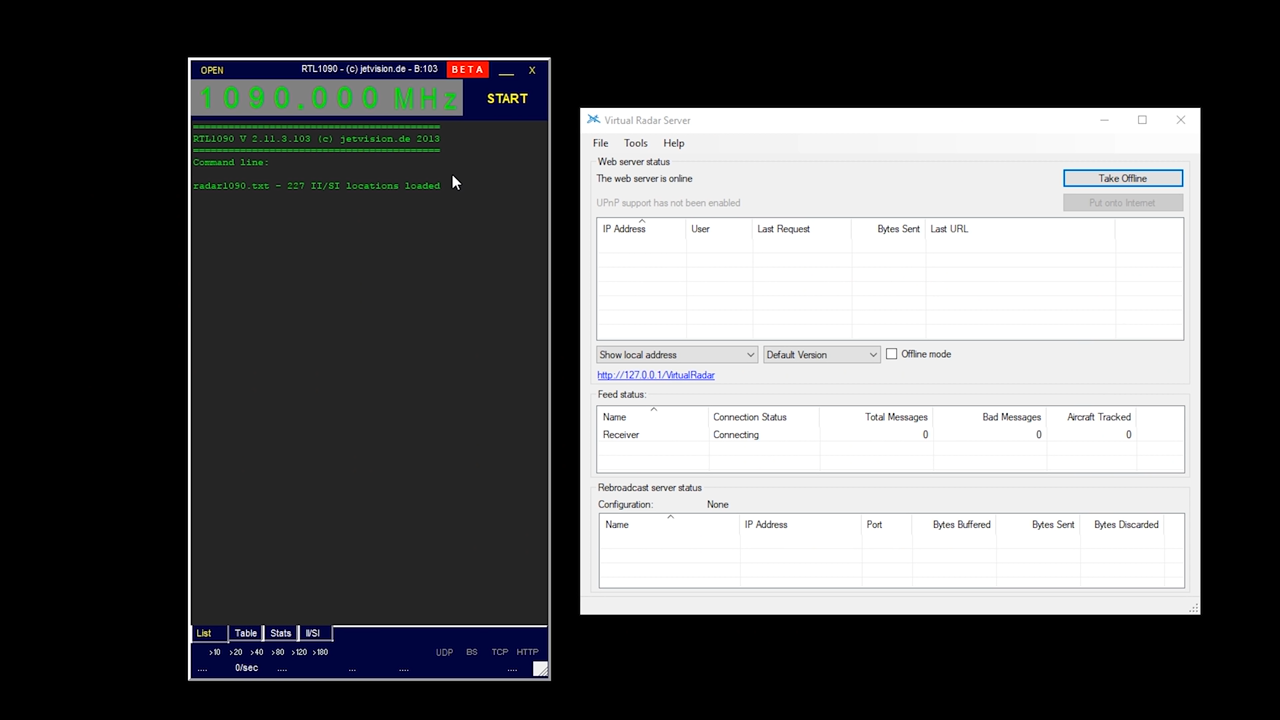 OPEN RTL1090 - (c) jetvision.de - B:103 BETA __ X
1090.000 MHz START
========================================
RTL1090 V 2.11.3.103 (c) jetvision.de 2013
========================================
Command line:
radar1090.txt - 227 II/SI locations loaded
List Table Stats II/SI
>10 >20 >40 >80 >120 >180 UDP BS TCP HTTP
.... 0/sec .... ... .... ....
Virtual Radar Server
File Tools Help
Web server status
The web server is online Take Offline
UPnP support has not been enabled Put onto Internet
IP Address User Last Request Bytes Sent Last URL
Show local address Default Version Offline mode
http://127.0.0.1/VirtualRadar
Feed status:
Name Connection Status Total Messages Bad Messages Aircraft Tracked
Receiver Connecting 0 0 0
Rebroadcast server status
Configuration: None
Name IP Address Port Bytes Buffered Bytes Sent Bytes Discarded